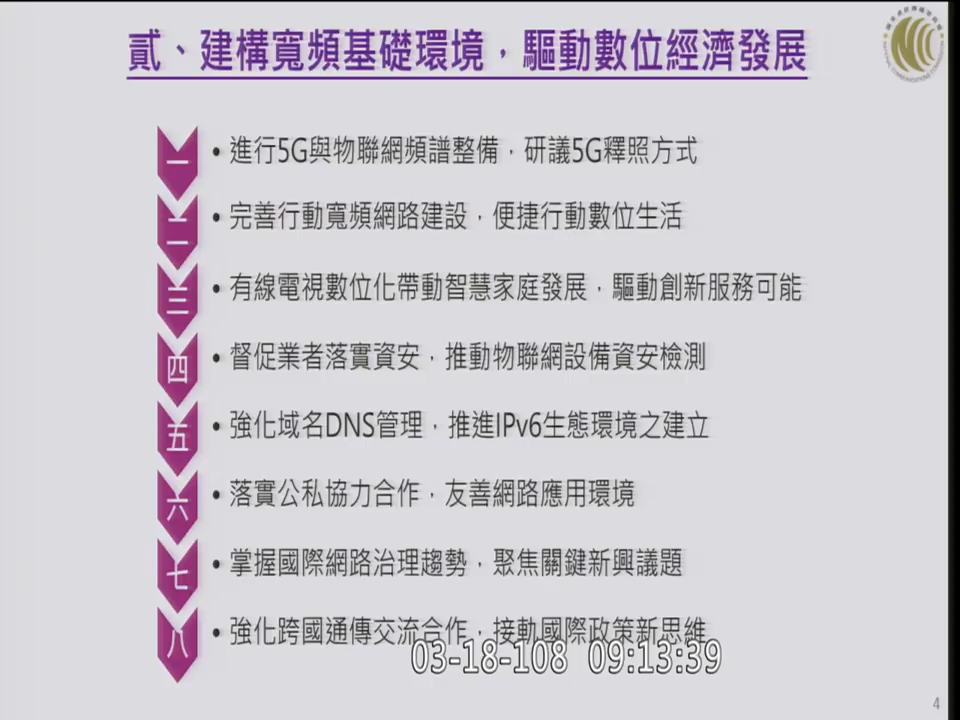 貳、建構寬頻基礎環境，驅動數位經濟發展
一 • 進行5G與物聯網頻譜整備，研議5G釋照方式
二 • 完善行動寬頻網路建設，便捷行動數位生活
三 • 有線電視數位化帶動智慧家庭發展，驅動創新服務可能
四 • 督促業者落實資安，推動物聯網設備資安檢測
五 • 強化域名DNS管理，推進IPv6生態環境之建立
六 • 落實公私協力合作，友善網路應用環境
七 • 掌握國際網路治理趨勢，聚焦關鍵新興議題
八 • 強化跨國通傳交流合作，接軌國際政策新思維
03-18-108 09:13:39
4